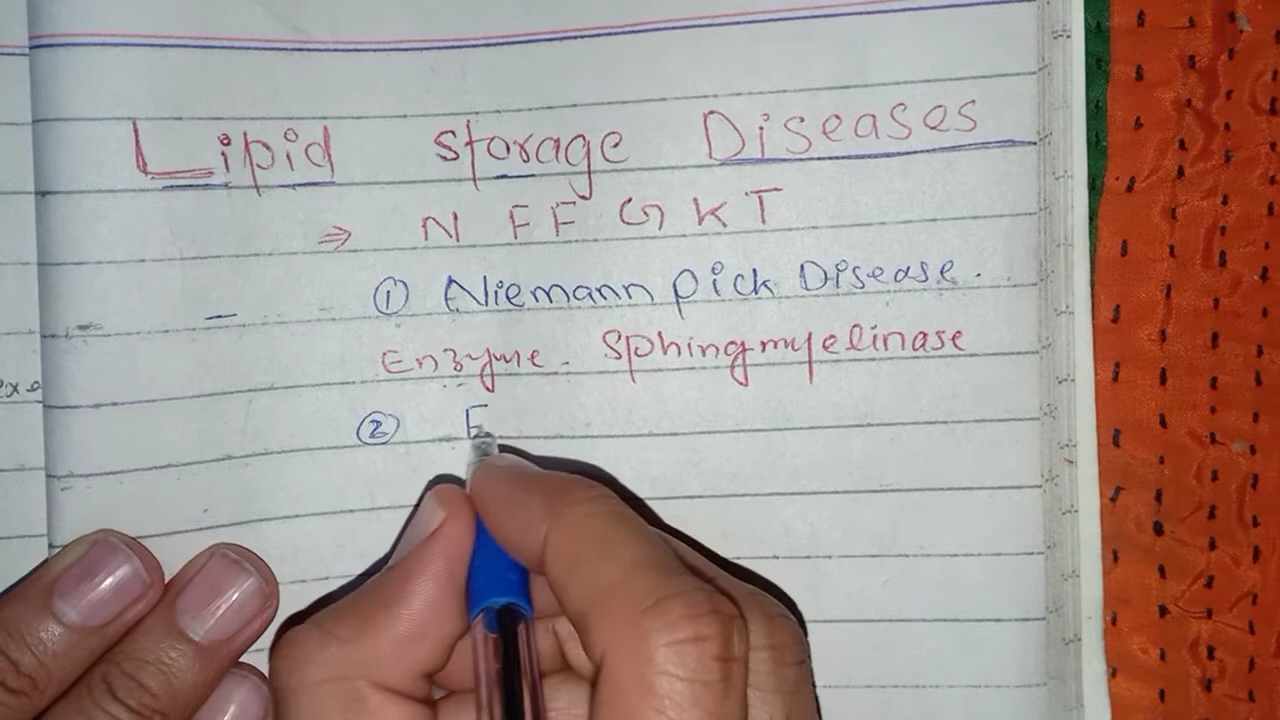 Lipid storage Diseases
⇒ N F F G K T
① Niemann pick Disease.
Enzyme - Sphingmyelinase
② F